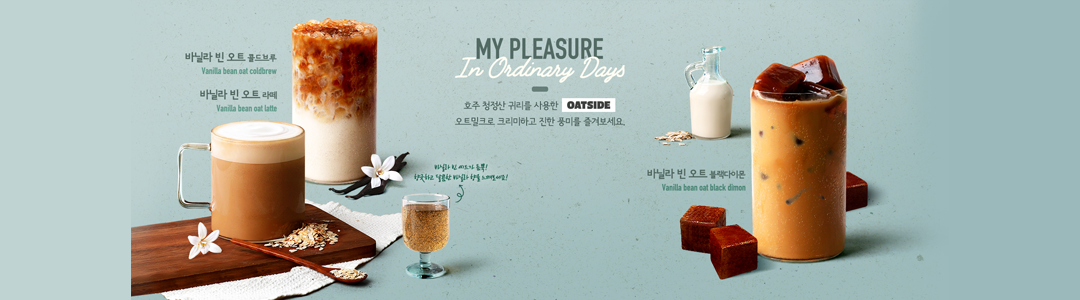 MY PLEASURE
In Ordinary Days
호주 청정산 귀리를 사용한 OATSIDE
오트밀크로 크리미하고 진한 풍미를 즐겨보세요.
바닐라 빈 오트 콜드브루
Vanilla bean oat coldbrew
바닐라 빈 오트 라떼
Vanilla bean oat latte
바닐라 빈 오트 블랙다이몬
Vanilla bean oat black dimon